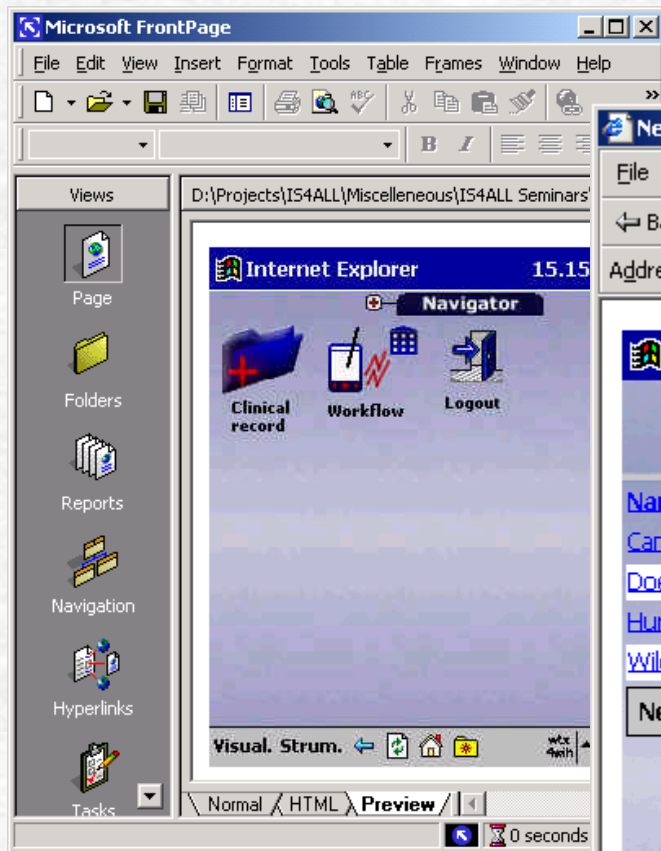 Microsoft FrontPage
File Edit View Insert Format Tools Table Frames Window Help
ABC
B I
Views
D:\Projects\IS4ALL\Miscelleneous\IS4ALL Seminars\
Page
Folders
Reports
Navigation
Hyperlinks
Tasks
Internet Explorer 15.15
Navigator
Clinical record
Workflow
Logout
Visual. Strum.
Normal HTML Preview
0 seconds
File